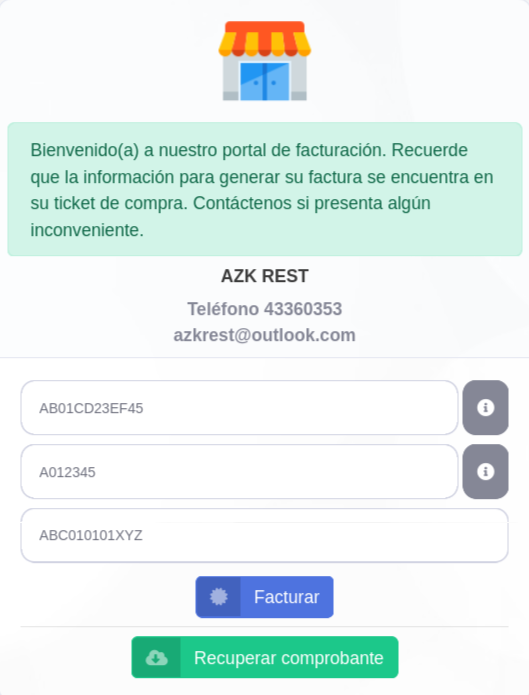 Bienvenido(a) a nuestro portal de facturación. Recuerde
que la información para generar su factura se encuentra en
su ticket de compra. Contáctenos si presenta algún
inconveniente.
AZK REST
Teléfono 43360353
azkrest@outlook.com
AB01CD23EF45
A012345
ABC010101XYZ
Facturar
Recuperar comprobante